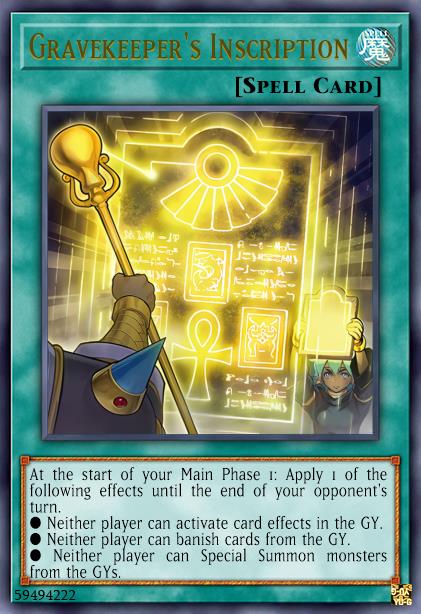 Gravekeeper's Inscription
SPELL
魔
[Spell Card]
At the start of your Main Phase 1: Apply 1 of the
following effects until the end of your opponent's
turn.
● Neither player can activate card effects in the GY.
● Neither player can banish cards from the GY.
● Neither player can Special Summon monsters
from the GYs.
59494222